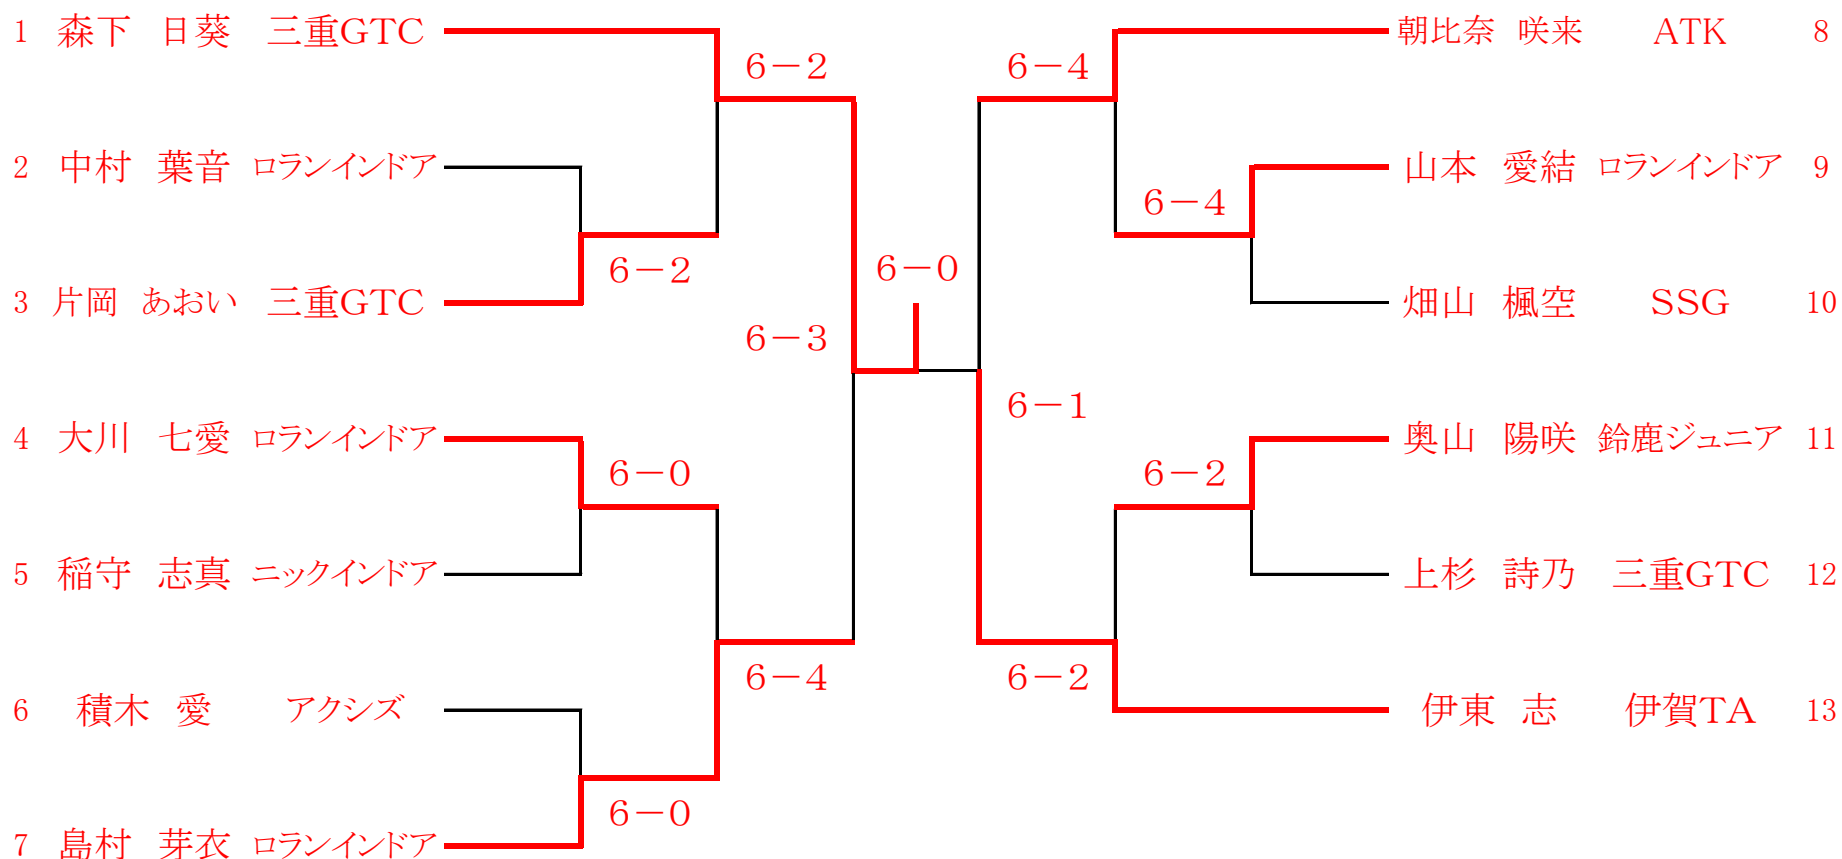 1 森下 日葵 三重GTC
6－2
2 中村 葉音 ロランインドア
6－2
3 片岡 あおい 三重GTC
6－3
4 大川 七愛 ロランインドア
6－0
5 稲守 志真 ニックインドア
6－4
6 積木 愛 アクシズ
6－0
7 島村 芽衣 ロランインドア
6－0
朝比奈 咲来 ATK 8
6－4
山本 愛結 ロランインドア 9
6－4
畑山 楓空 SSG 10
6－1
奥山 陽咲 鈴鹿ジュニア 11
6－2
上杉 詩乃 三重GTC 12
6－2
伊東 志 伊賀TA 13